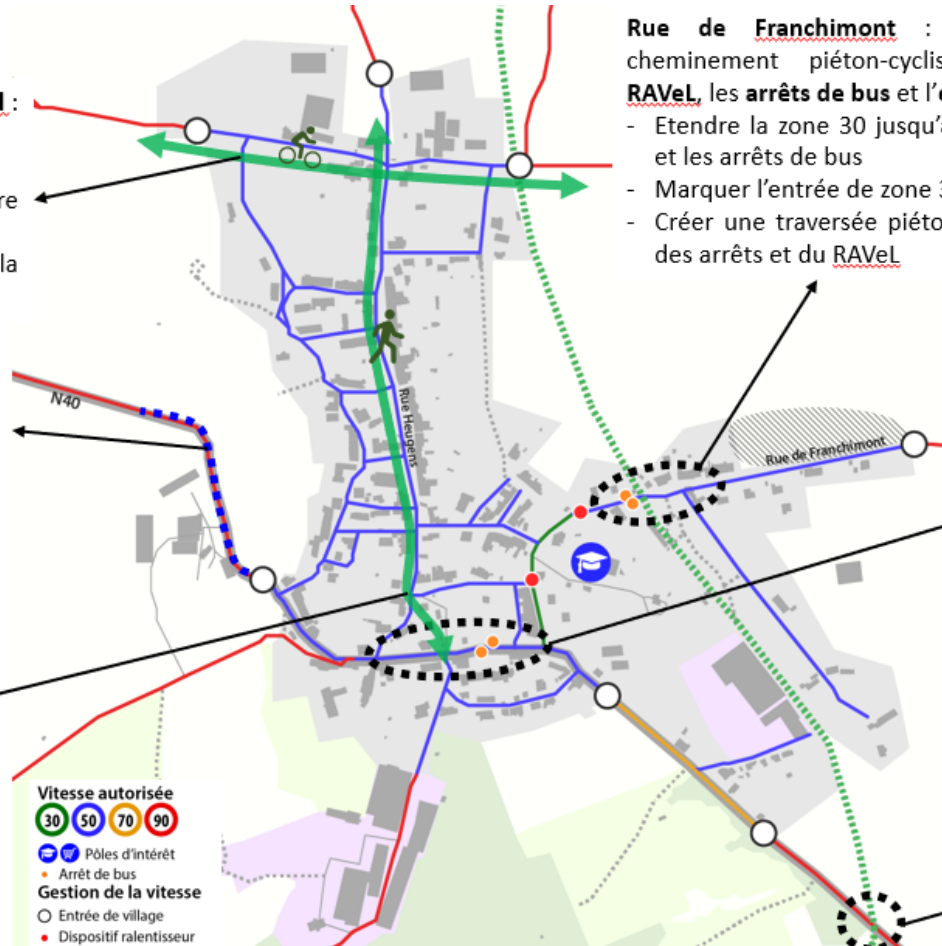 Rue de Franchimont :
cheminement piéton-cyclis
RAVeL, les arrêts de bus et l'
- Etendre la zone 30 jusqu'
et les arrêts de bus
- Marquer l'entrée de zone 3
- Créer une traversée piéto
des arrêts et du RAVeL
:
re
la
N40
Rue Heugens
Rue de Franchimont
Vitesse autorisée
30 50 70 90
Pôles d'intérêt
Arrêt de bus
Gestion de la vitesse
Entrée de village
Dispositif ralentisseur